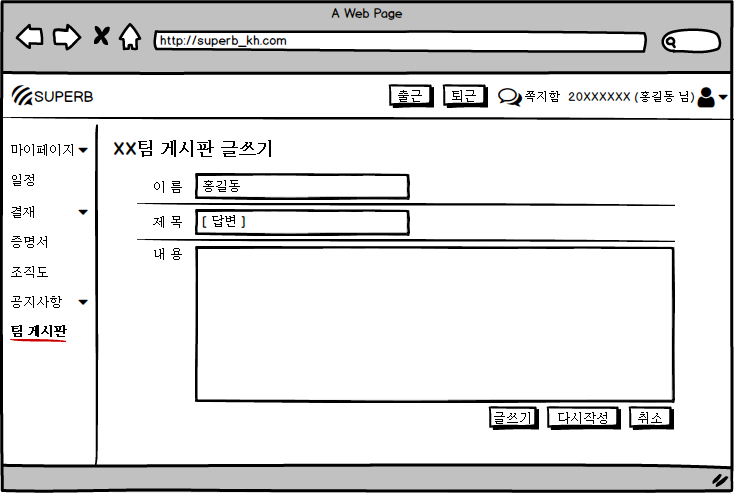 A Web Page
http://superb_kh.com
SUPERB
출근
퇴근
쪽지함
20XXXXXX (홍길동 님)
마이페이지
일정
결재
증명서
조직도
공지사항
팀 게시판
XX팀 게시판 글쓰기
이 름
홍길동
제 목
[ 답변 ]
내 용
글쓰기
다시작성
취소